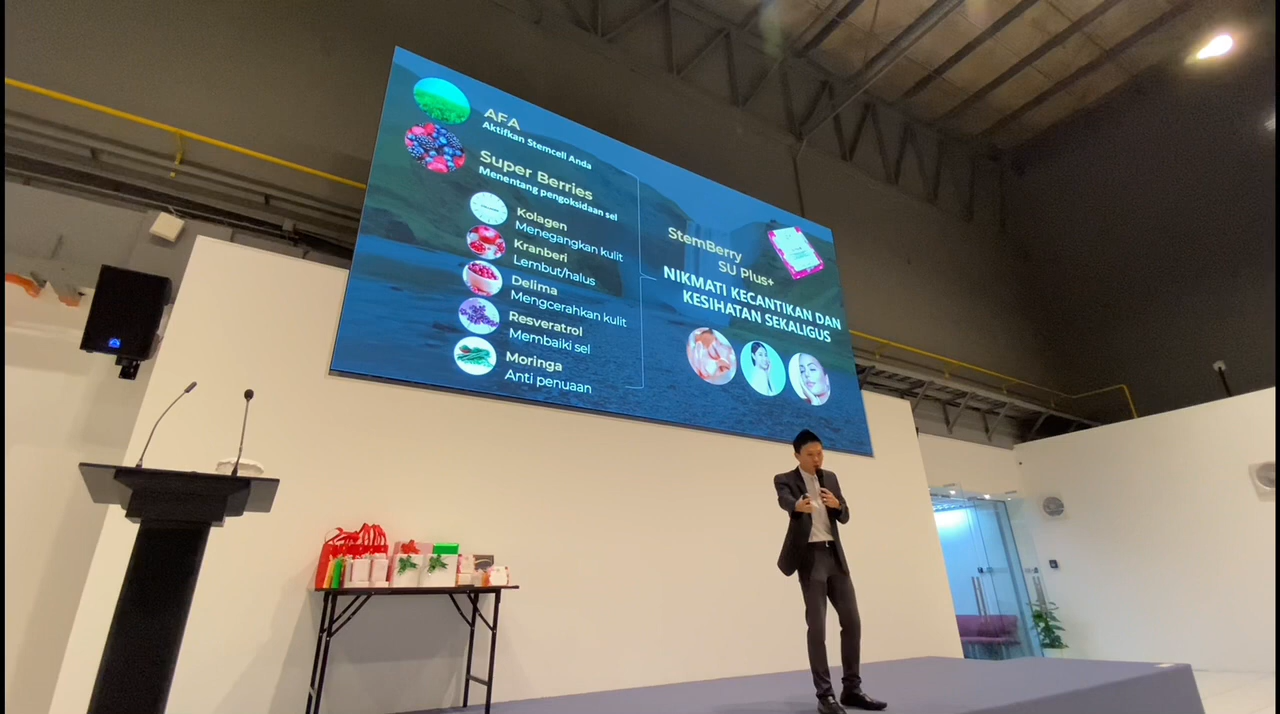 AFA
Aktifkan Stemcell Anda
Super Berries
Menentang pengoksidaan sel
Kolagen
Menegangkan kulit
Kranberi
Lembut/halus
Delima
Mengcerahkan kulit
Resveratrol
Membaiki sel
Moringa
Anti penuaan
StemBerry
SU Plus+
NIKMATI KECANTIKAN DAN
KESIHATAN SEKALIGUS